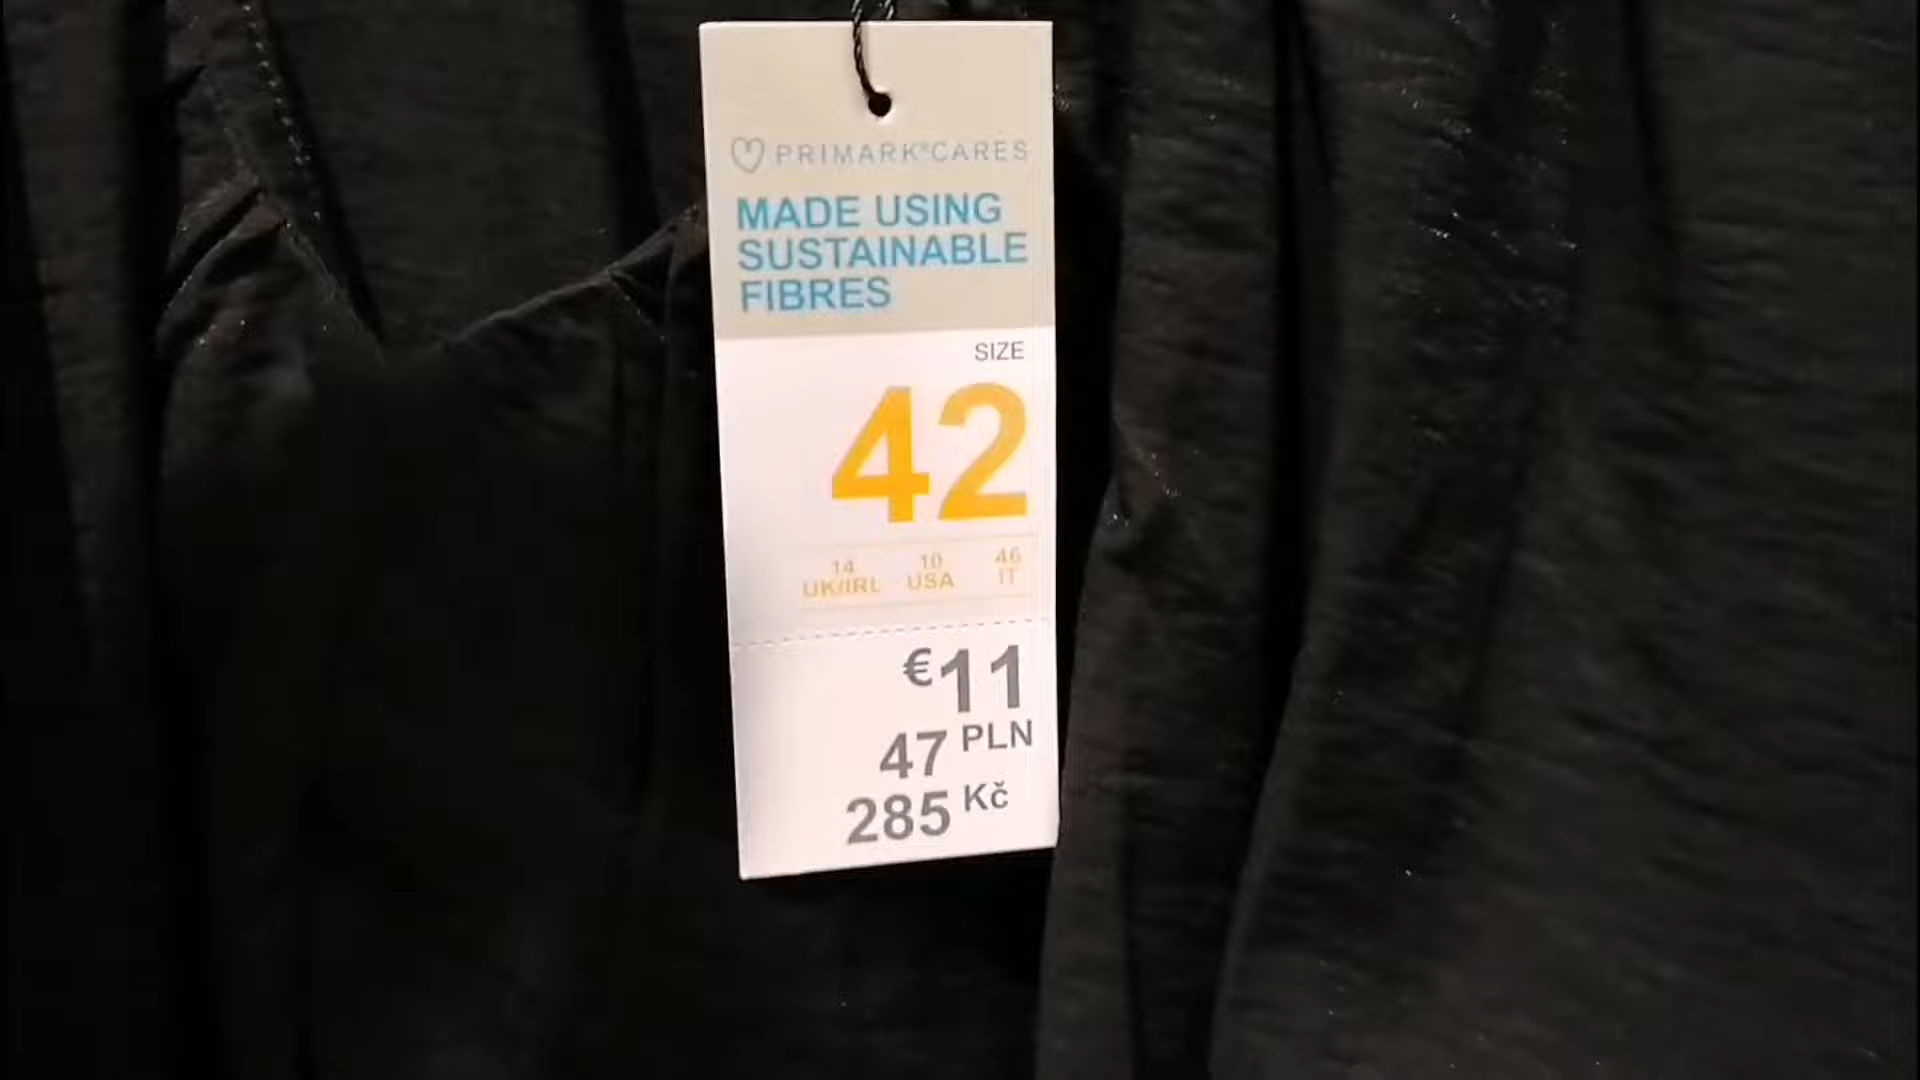 PRIMARK®CARES
MADE USING
SUSTAINABLE
FIBRES
SIZE
42
14 10 46
UK/IRL USA IT
€11
47 PLN
285 Kč